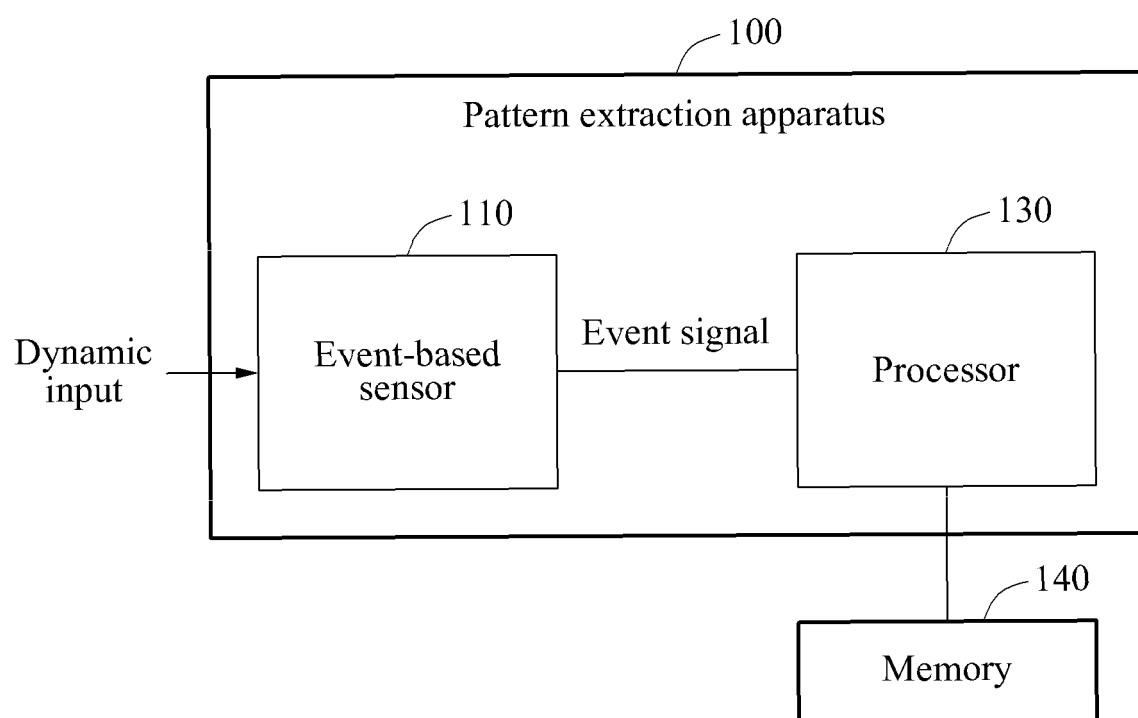 100
Pattern extraction apparatus
110
130
Dynamic
input
Event-based
sensor
Event signal
Processor
140
Memory